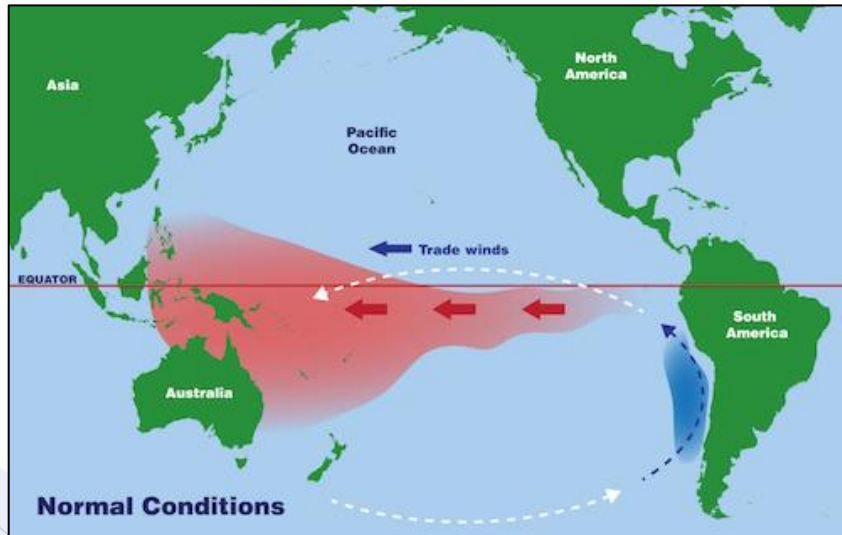 Asia
North
America
Pacific
Ocean
Trade winds
EQUATOR
South
America
Australia
Normal Conditions